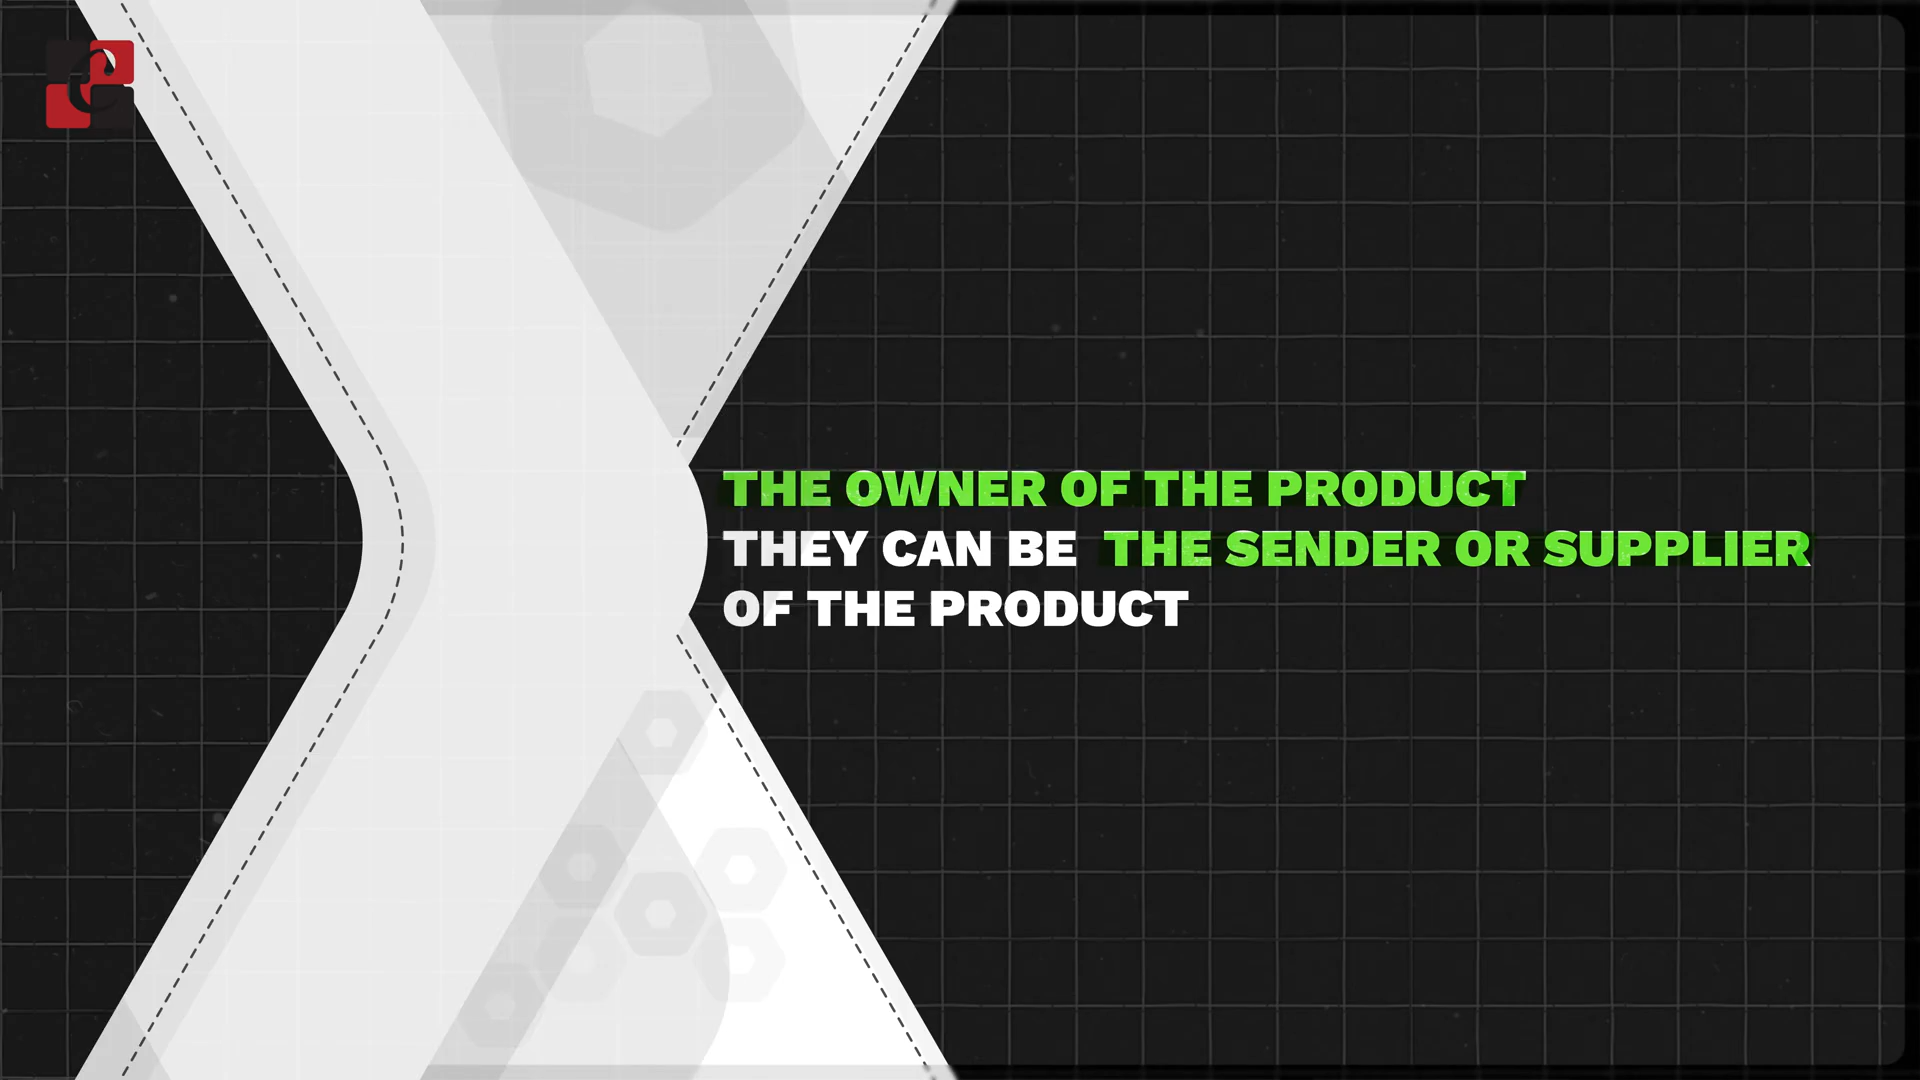 THE OWNER OF THE PRODUCT
THEY CAN BE THE SENDER OR SUPPLIER
OF THE PRODUCT